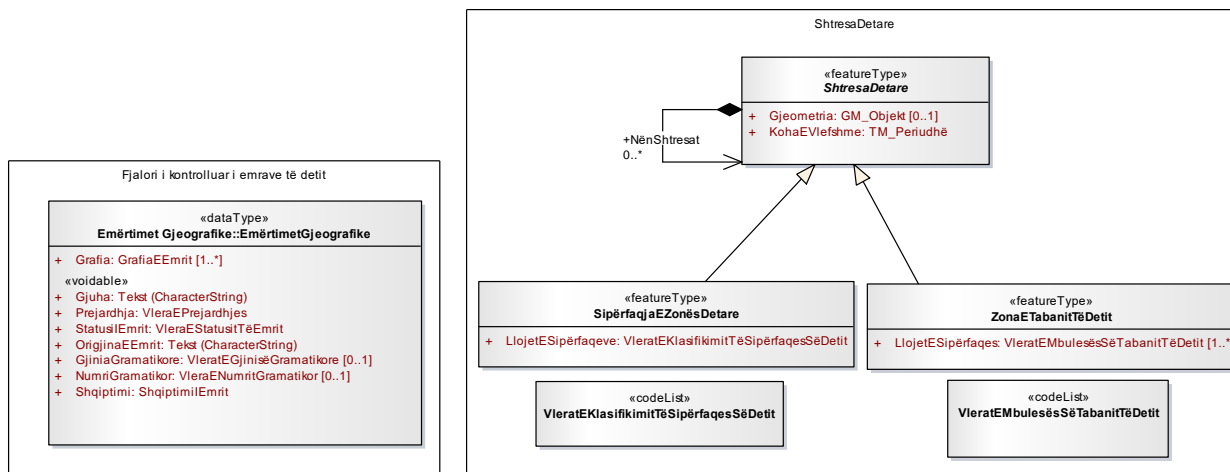 Fjalori i kontrolluar i emrave të detit
«dataType»
Emërtimet Gjeografike::EmërtimetGjeografike
+ Grafia: GrafiaEEmrit [1..*]
«voidable»
+ Gjuha: Tekst (CharacterString)
+ Prejardhja: VleraEPrejardhjes
+ StatusiIEmrit: VleraEStatusitTëEmrit
+ OrigjinaEEmrit: Tekst (CharacterString)
+ GjiniaGramatikore: VleratEGjinisëGramatikore [0..1]
+ NumriGramatikor: VleraENumritGramatikor [0..1]
+ Shqiptimi: ShqiptimiIEmrit
ShtresaDetare
«featureType»
ShtresaDetare
+ Gjeometria: GM_Objekt [0..1]
+ KohaEVlefshme: TM_Periudhë
+NënShtresat
0..*
«featureType»
SipërfaqjaEZonësDetare
+ LlojetESipërfaqeve: VleratEKlasifikimitTëSipërfaqesSëDetit
«featureType»
ZonaETabanitTëDetit
+ LlojetESipërfaqes: VleratEMbulesësSëTabanitTëDetit [1..*
«codeList»
VleratEKlasifikimitTëSipërfaqesSëDetit
«codeList»
VleratEMbulesësSëTabanitTëDetit